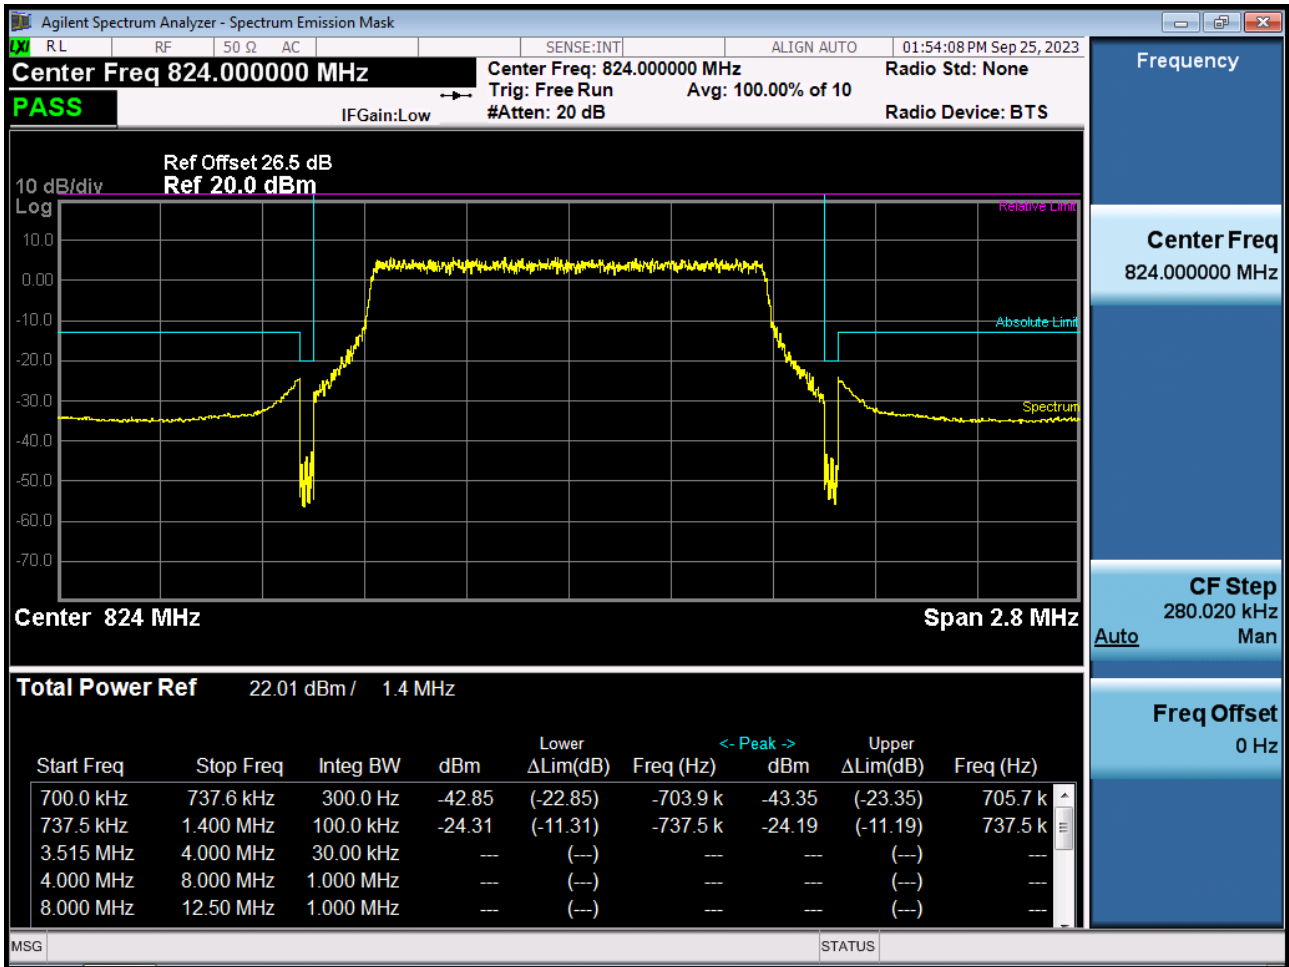 Agilent Spectrum Analyzer - Spectrum Emission Mask
LXI RL RF 50 Ω AC SENSE:INT ALIGN AUTO 01:54:08 PM Sep 25, 2023
Center Freq 824.000000 MHz
Center Freq: 824.000000 MHz
Radio Std: None
Trig: Free Run Avg: 100.00% of 10
PASS
IFGain:Low
#Atten: 20 dB
Radio Device: BTS
Ref Offset 26.5 dB
10 dB/div Ref 20.0 dBm
Log
Relative Limit
10.0
0.00
-10.0
Absolute Limit
-20.0
-30.0
Spectrum
-40.0
-50.0
-60.0
-70.0
Center 824 MHz
Span 2.8 MHz
Total Power Ref 22.01 dBm / 1.4 MHz
Lower <- Peak -> Upper
Start Freq Stop Freq Integ BW dBm ΔLim(dB) Freq (Hz) dBm ΔLim(dB) Freq (Hz)
700.0 kHz 737.6 kHz 300.0 Hz -42.85 (-22.85) -703.9 k -43.35 (-23.35) 705.7 k
737.5 kHz 1.400 MHz 100.0 kHz -24.31 (-11.31) -737.5 k -24.19 (-11.19) 737.5 k
3.515 MHz 4.000 MHz 30.00 kHz --- (---) --- --- (---) ---
4.000 MHz 8.000 MHz 1.000 MHz --- (---) --- --- (---) ---
8.000 MHz 12.50 MHz 1.000 MHz --- (---) --- --- (---) ---
MSG
STATUS
Frequency
Center Freq
824.000000 MHz
CF Step
280.020 kHz
Auto Man
Freq Offset
0 Hz